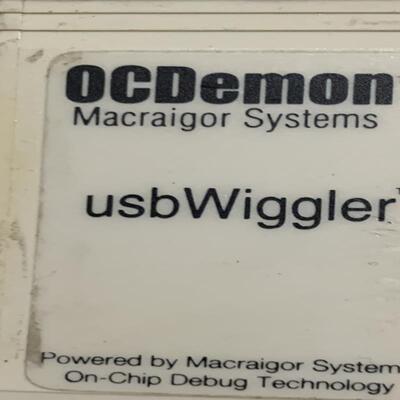 OCDemon
Macraigor Systems
usbWiggler
Powered by Macraigor System
On-Chip Debug Technology